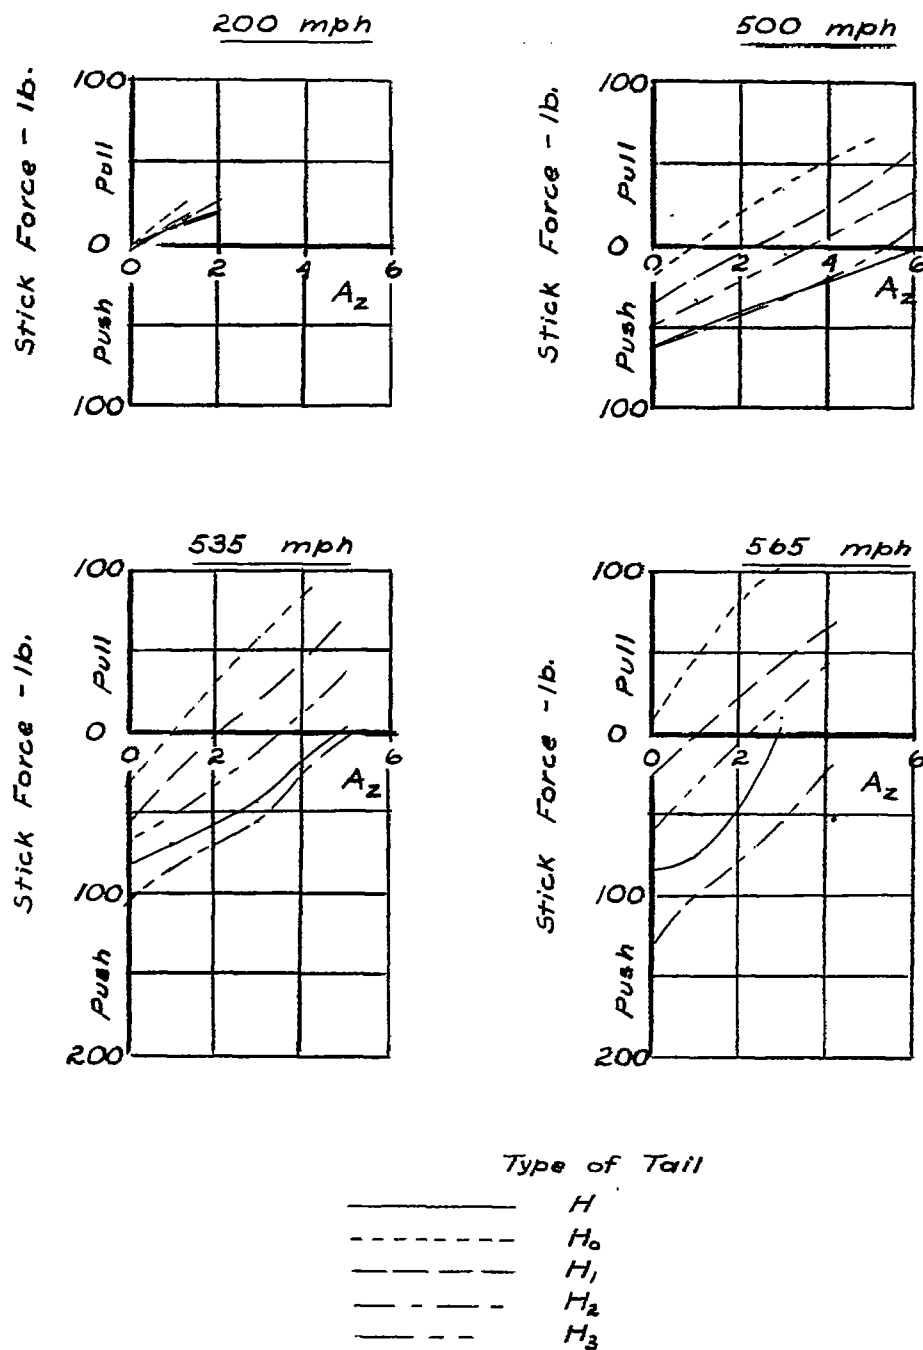 200 mph
Stick Force - lb.
Pull
Push
100
0
100
0
2
4
6
Az
500 mph
Stick Force - lb.
Pull
Push
100
0
100
0
2
4
6
Az
535 mph
Stick Force - lb.
Pull
Push
100
0
100
200
0
2
4
6
Az
565 mph
Stick Force - lb.
Pull
Push
100
0
100
200
0
2
4
6
Az
Type of Tail
H
H₀
H₁
H₂
H₃